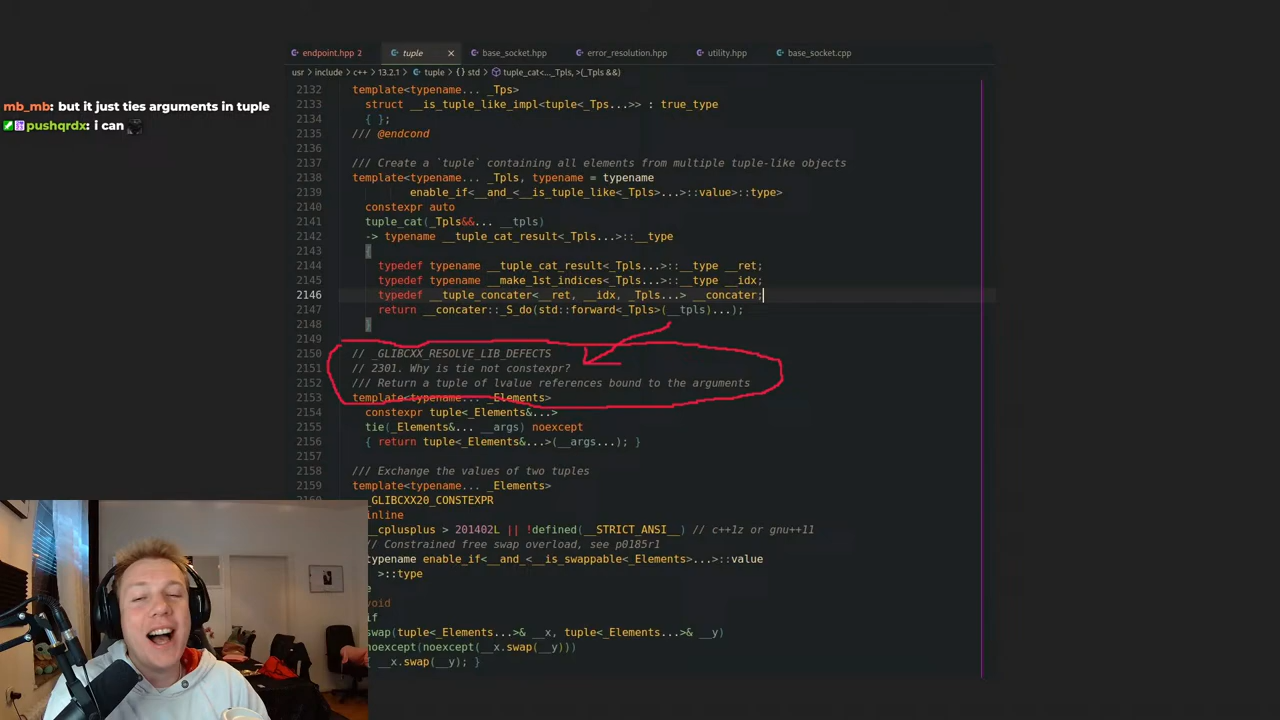 endpoint.hpp 2 tuple × base_socket.hpp error_resolution.hpp utility.hpp base_socket.cpp
usr › include › c++ › 13.2.1 › tuple › {} std › tuple_cat<..._Tpls, >(_Tpls &&)
mb_mb: but it just ties arguments in tuple
pushqrdx: i can
2132 template<typename... _Tps>
2133 struct __is_tuple_like_impl<tuple<_Tps...>> : true_type
2134 { };
2135 /// @endcond
2136
2137 /// Create a `tuple` containing all elements from multiple tuple-like objects
2138 template<typename... _Tpls, typename = typename
2139 enable_if<__and_<__is_tuple_like<_Tpls>...>::value>::type>
2140 constexpr auto
2141 tuple_cat(_Tpls&&... __tpls)
2142 -> typename __tuple_cat_result<_Tpls...>::__type
2143 {
2144 typedef typename __tuple_cat_result<_Tpls...>::__type __ret;
2145 typedef typename __make_1st_indices<_Tpls...>::__type __idx;
2146 typedef __tuple_concater<__ret, __idx, _Tpls...> __concater;
2147 return __concater::_S_do(std::forward<_Tpls>(__tpls)...);
2148 }
2149
2150 // _GLIBCXX_RESOLVE_LIB_DEFECTS
2151 // 2301. Why is tie not constexpr?
2152 /// Return a tuple of lvalue references bound to the arguments
2153 template<typename... _Elements>
2154 constexpr tuple<_Elements&...>
2155 tie(_Elements&... __args) noexcept
2156 { return tuple<_Elements&...>(__args...); }
2157
2158 /// Exchange the values of two tuples
2159 template<typename... _Elements>
2160 _GLIBCXX20_CONSTEXPR
inline
__cplusplus > 201402L || !defined(__STRICT_ANSI__) // c++1z or gnu++11
// Constrained free swap overload, see p0185r1
typename enable_if<__and_<__is_swappable<_Elements>...>::value
>::type
e
void
if
swap(tuple<_Elements...>& __x, tuple<_Elements...>& __y)
noexcept(noexcept(__x.swap(__y)))
{ __x.swap(__y); }